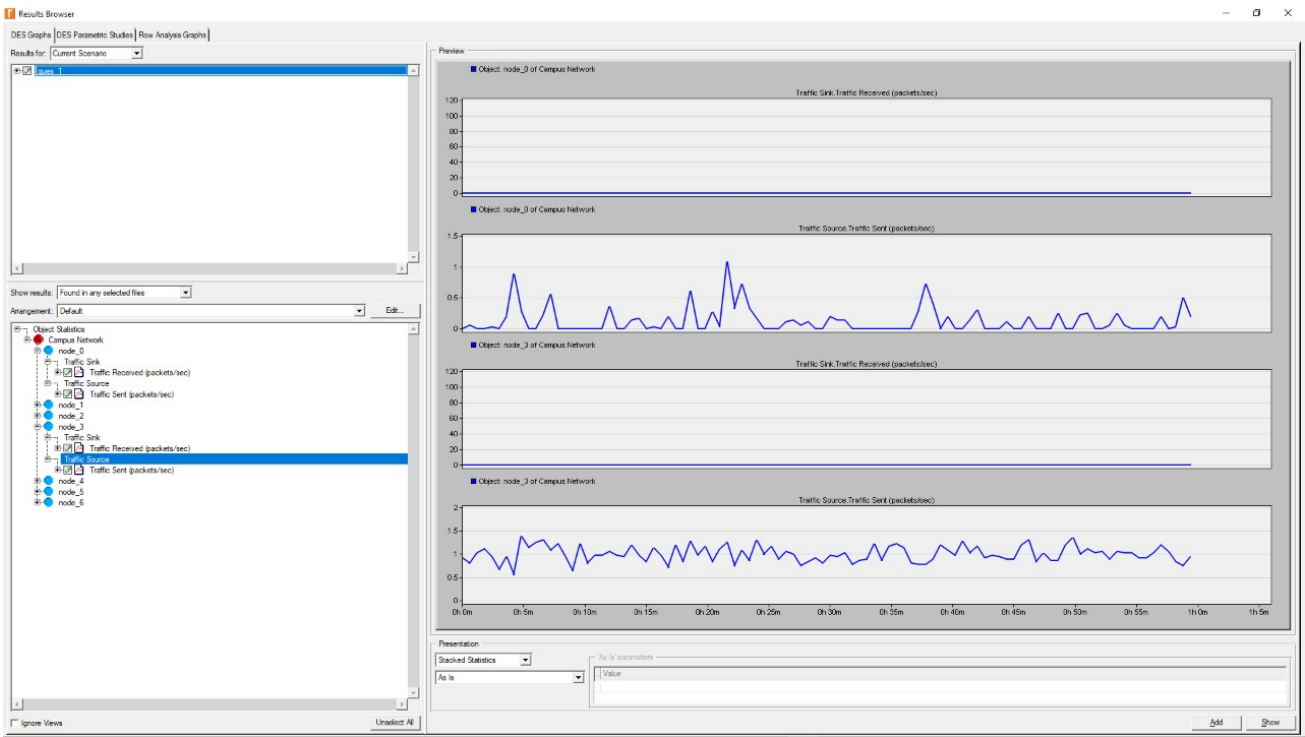 Results Browser
DES Graphs DES Parametric Studies Flow Analysis Graphs
Results for: Current Scenario
ques_1
Show results: Found in any selected files
Arrangement: Default Edit...
Object Statistics
Campus Network
node_0
Traffic Sink
Traffic Received (packets/sec)
Traffic Source
Traffic Sent (packets/sec)
node_1
node_2
node_3
Traffic Sink
Traffic Received (packets/sec)
Traffic Source
Traffic Sent (packets/sec)
node_4
node_5
node_6
Ignore Views Unselect All
Preview
Object: node_0 of Campus Network
Traffic Sink.Traffic Received (packets/sec)
120
100
80
60
40
20
0
Object: node_0 of Campus Network
Traffic Source.Traffic Sent (packets/sec)
1.5
1
0.5
0
Object: node_3 of Campus Network
Traffic Sink.Traffic Received (packets/sec)
120
100
80
60
40
20
0
Object: node_3 of Campus Network
Traffic Source.Traffic Sent (packets/sec)
2
1.5
1
0.5
0
0h 0m 0h 5m 0h 10m 0h 15m 0h 20m 0h 25m 0h 30m 0h 35m 0h 40m 0h 45m 0h 50m 0h 55m 1h 0m 1h 5m
Presentation
Stacked Statistics
As Is
'As Is' parameters
Value
Add Show